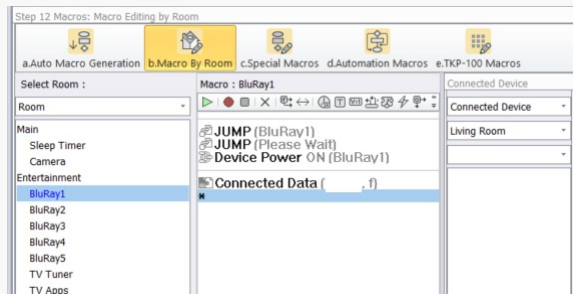 Step 12 Macros: Macro Editing by Room
a.Auto Macro Generation b.Macro By Room c.Special Macros d.Automation Macros e.TKP-100 Macros
Select Room :
Room
Main
Sleep Timer
Camera
Entertainment
BluRay1
BluRay2
BluRay3
BluRay4
BluRay5
TV Tuner
TV Apps
Macro : BluRay1
JUMP (BluRay1)
JUMP (Please Wait)
Device Power ON (BluRay1)
Connected Data ( , f)
Connected Device
Connected Device
Living Room